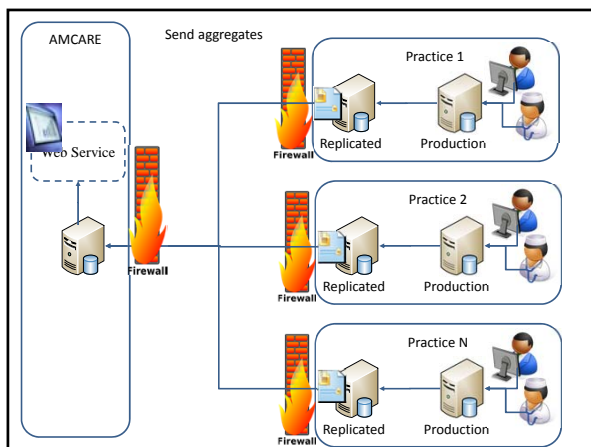 AMCARE
Send aggregates
Web Service
Firewall
Practice 1
Firewall
Replicated
Production
Practice 2
Firewall
Replicated
Production
Practice N
Firewall
Replicated
Production